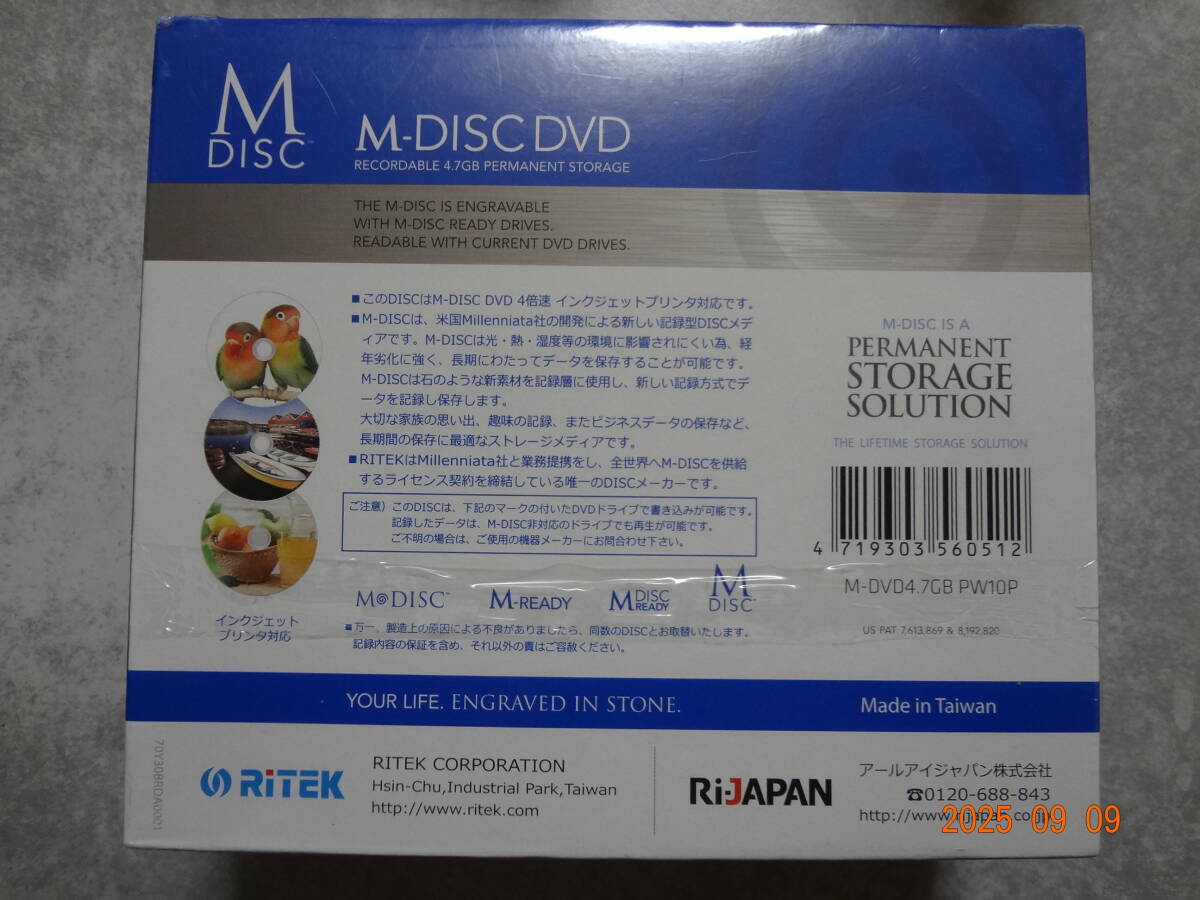 M
DISC™
M-DISC DVD
RECORDABLE 4.7GB PERMANENT STORAGE
THE M-DISC IS ENGRAVABLE
WITH M-DISC READY DRIVES.
READABLE WITH CURRENT DVD DRIVES.
■このDISCはM-DISC DVD 4倍速 インクジェットプリンタ対応です。
■M-DISCは、米国Millenniata社の開発による新しい記録型DISCメデ
ィアです。M-DISCは光・熱・湿度等の環境に影響されにくい為、経
年劣化に強く、長期にわたってデータを保存することが可能です。
M-DISCは石のような新素材を記録層に使用し、新しい記録方式でデ
ータを記録し保存します。
大切な家族の思い出、趣味の記録、またビジネスデータの保存など、
長期間の保存に最適なストレージメディアです。
■RITEKはMillenniata社と業務提携をし、全世界へM-DISCを供給
するライセンス契約を締結している唯一のDISCメーカーです。
ご注意）このDISCは、下記のマークの付いたDVDドライブで書き込みが可能です。
記録したデータは、M-DISC非対応のドライブでも再生が可能です。
ご不明の場合は、ご使用の機器メーカーにお問合わせ下さい。
M DISC™
M-READY
M DISC READY
M DISC™
インクジェット
プリンタ対応
■万一、製造上の原因による不良がありましたら、同数のDISCとお取替いたします。
記録内容の保証を含め、それ以外の責はご容赦ください。
M-DISC IS A
PERMANENT
STORAGE
SOLUTION
THE LIFETIME STORAGE SOLUTION
4 719303 560512
M-DVD4.7GB PW10P
US PAT 7,613,869 & 8,192,820
YOUR LIFE. ENGRAVED IN STONE.
Made in Taiwan
70Y30BRDA0001
RiTEK
RITEK CORPORATION
Hsin-Chu,Industrial Park,Taiwan
http://www.ritek.com
Ri-JAPAN
アールアイジャパン株式会社
☎0120-688-843
http://www.rijapan.co.jp
2025 09 09